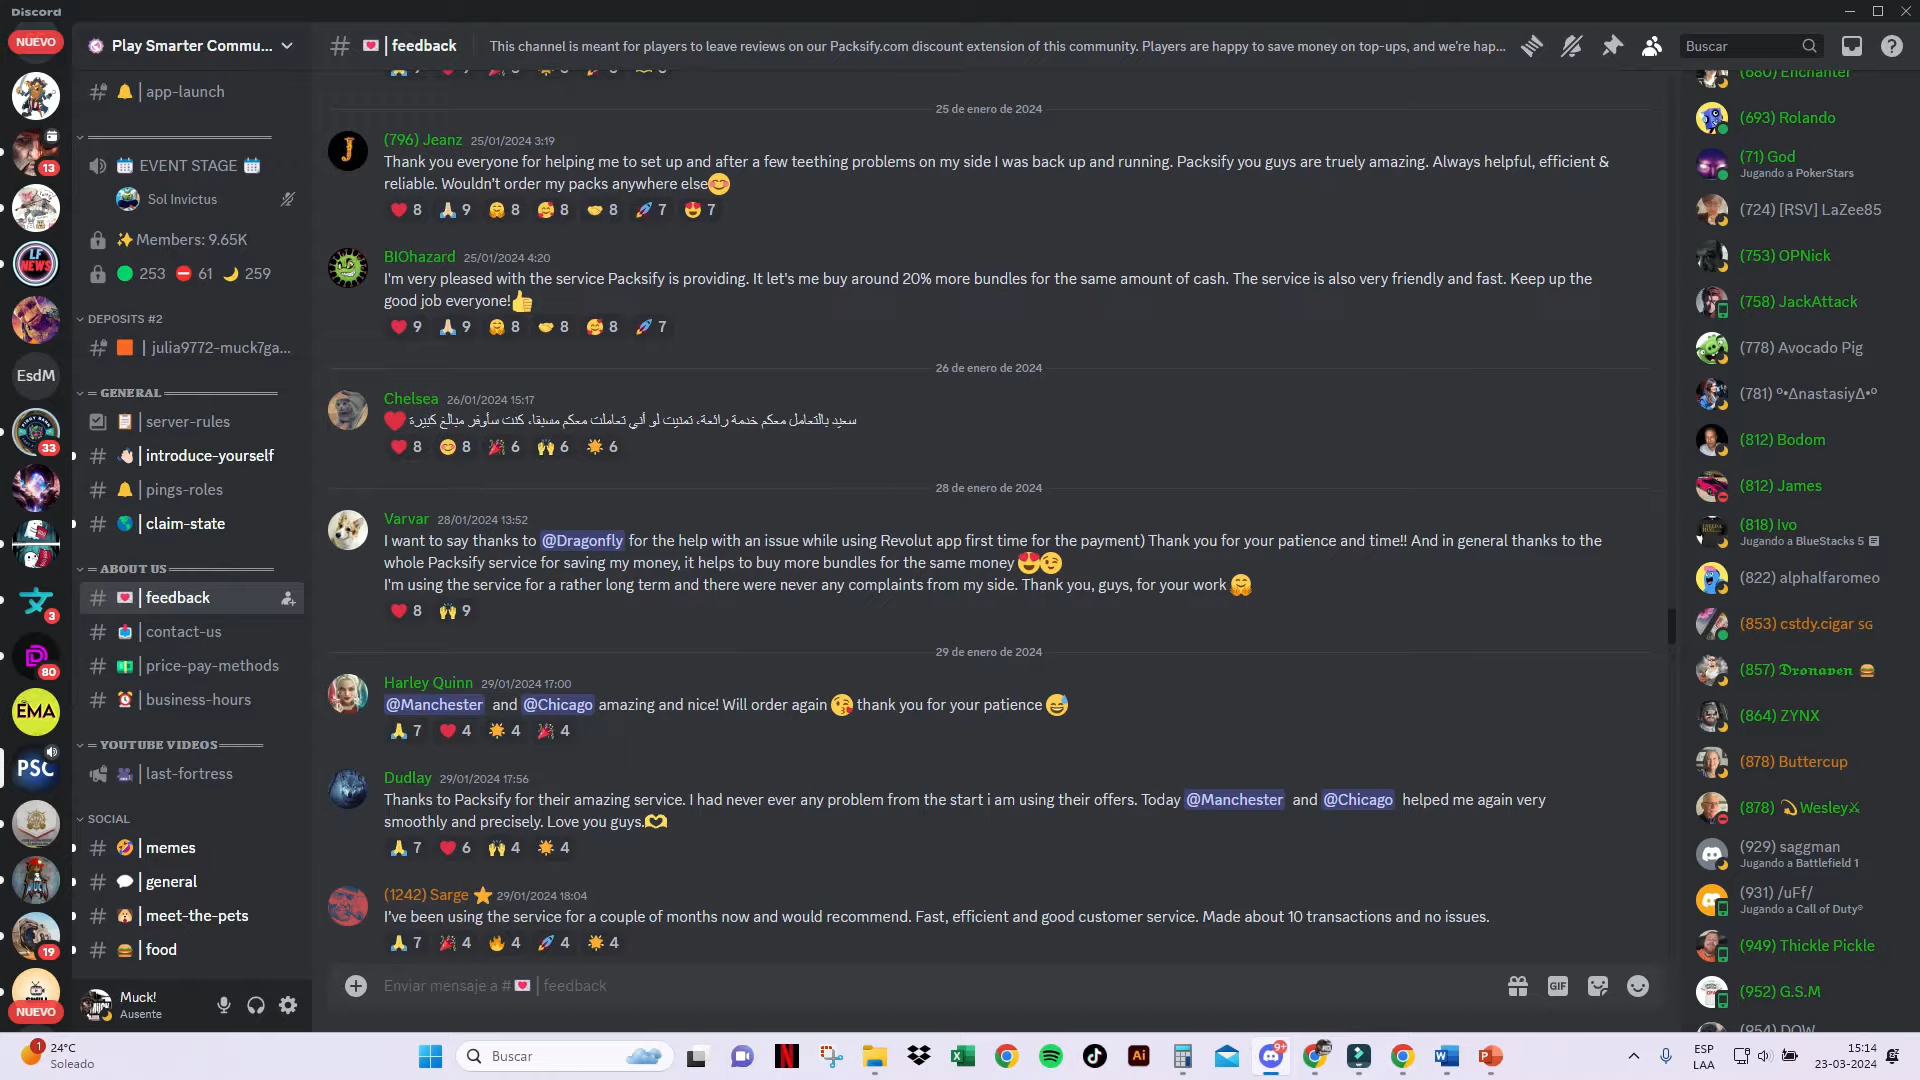 Discord
NUEVO
Play Smarter Commu...
feedback
This channel is meant for players to leave reviews on our Packsify.com discount extension of this community. Players are happy to save money on top-ups, and we're hap...
Buscar
app-launch
EVENT STAGE
Sol Invictus
Members: 9.65K
253 61 259
DEPOSITS #2
julia9772-muck7ga...
= GENERAL
server-rules
introduce-yourself
pings-roles
claim-state
= ABOUT US
feedback
contact-us
price-pay-methods
business-hours
= YOUTUBE VIDEOS
last-fortress
SOCIAL
memes
general
meet-the-pets
food
13
LF
NEWS
EsdM
33
3
80
EMA
PSC
19
NUEVO
Muck!
Ausente
25 de enero de 2024
(796) Jeanz 25/01/2024 3:19
Thank you everyone for helping me to set up and after a few teething problems on my side I was back up and running. Packsify you guys are truely amazing. Always helpful, efficient &
reliable. Wouldn't order my packs anywhere else
8 9 8 8 8 7 7
BIOhazard 25/01/2024 4:20
I'm very pleased with the service Packsify is providing. It let's me buy around 20% more bundles for the same amount of cash. The service is also very friendly and fast. Keep up the
good job everyone!
9 9 8 8 8 7
26 de enero de 2024
Chelsea 26/01/2024 15:17
سعيد بالتعامل معكم خدمة رائعة، تمنيت لو أني تعاملت معكم مسبقا، كنت سأوفر مبالغ كبيرة
8 8 6 6 6
28 de enero de 2024
Varvar 28/01/2024 13:52
I want to say thanks to @Dragonfly for the help with an issue while using Revolut app first time for the payment) Thank you for your patience and time!! And in general thanks to the
whole Packsify service for saving my money, it helps to buy more bundles for the same money
I'm using the service for a rather long term and there were never any complaints from my side. Thank you, guys, for your work
8 9
29 de enero de 2024
Harley Quinn 29/01/2024 17:00
@Manchester and @Chicago amazing and nice! Will order again thank you for your patience
7 4 4 4
Dudlay 29/01/2024 17:56
Thanks to Packsify for their amazing service. I had never ever any problem from the start i am using their offers. Today @Manchester and @Chicago helped me again very
smoothly and precisely. Love you guys.
7 6 4 4
(1242) Sarge 29/01/2024 18:04
I've been using the service for a couple of months now and would recommend. Fast, efficient and good customer service. Made about 10 transactions and no issues.
7 4 4 4 4
Enviar mensaje a # feedback
GIF
(680) Enchanter
(693) Rolando
(71) God
Jugando a PokerStars
(724) [RSV] LaZee85
(753) OPNick
(758) JackAttack
(778) Avocado Pig
(781) º•ΔnastasiyΔ•º
(812) Bodom
(812) James
(818) Ivo
Jugando a BlueStacks 5
(822) alphalfaromeo
(853) cstdy.cigar SG
(857) 𝕯𝖗𝖔𝖓𝖆𝖛𝖊𝖓
(864) ZYNX
(878) Buttercup
(878) Wesley
(929) saggman
Jugando a Battlefield 1
(931) /uFf/
Jugando a Call of Duty®
(949) Thickle Pickle
(952) G.S.M
(954) DOW
1
24°C
Soleado
Buscar
Ai
9+
ESP
LAA
15:14
23-03-2024